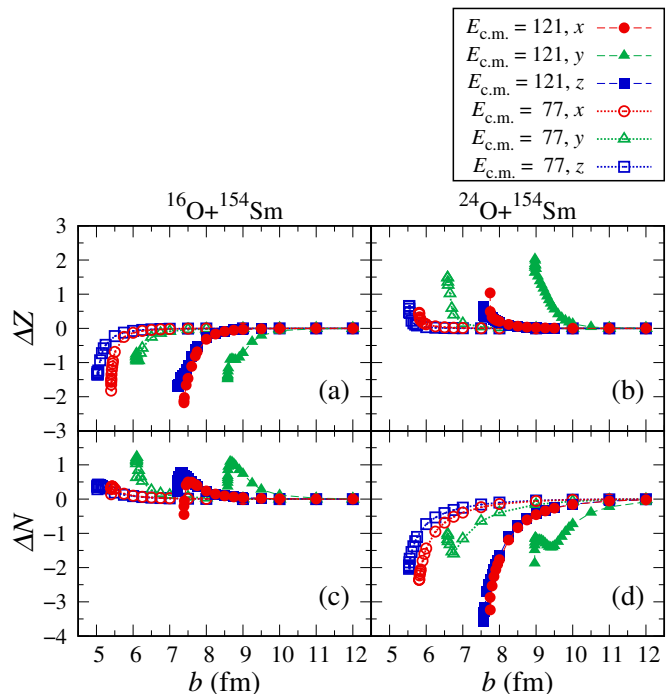 E_c.m. = 121, x
E_c.m. = 121, y
E_c.m. = 121, z
E_c.m. = 77, x
E_c.m. = 77, y
E_c.m. = 77, z
¹⁶O+¹⁵⁴Sm ²⁴O+¹⁵⁴Sm
3
2
1
0
-1
-2
-3
ΔZ
(a) (b)
1
0
-1
-2
-3
-4
ΔN
(c) (d)
5 6 7 8 9 10 11 12 5 6 7 8 9 10 11 12
b (fm) b (fm)